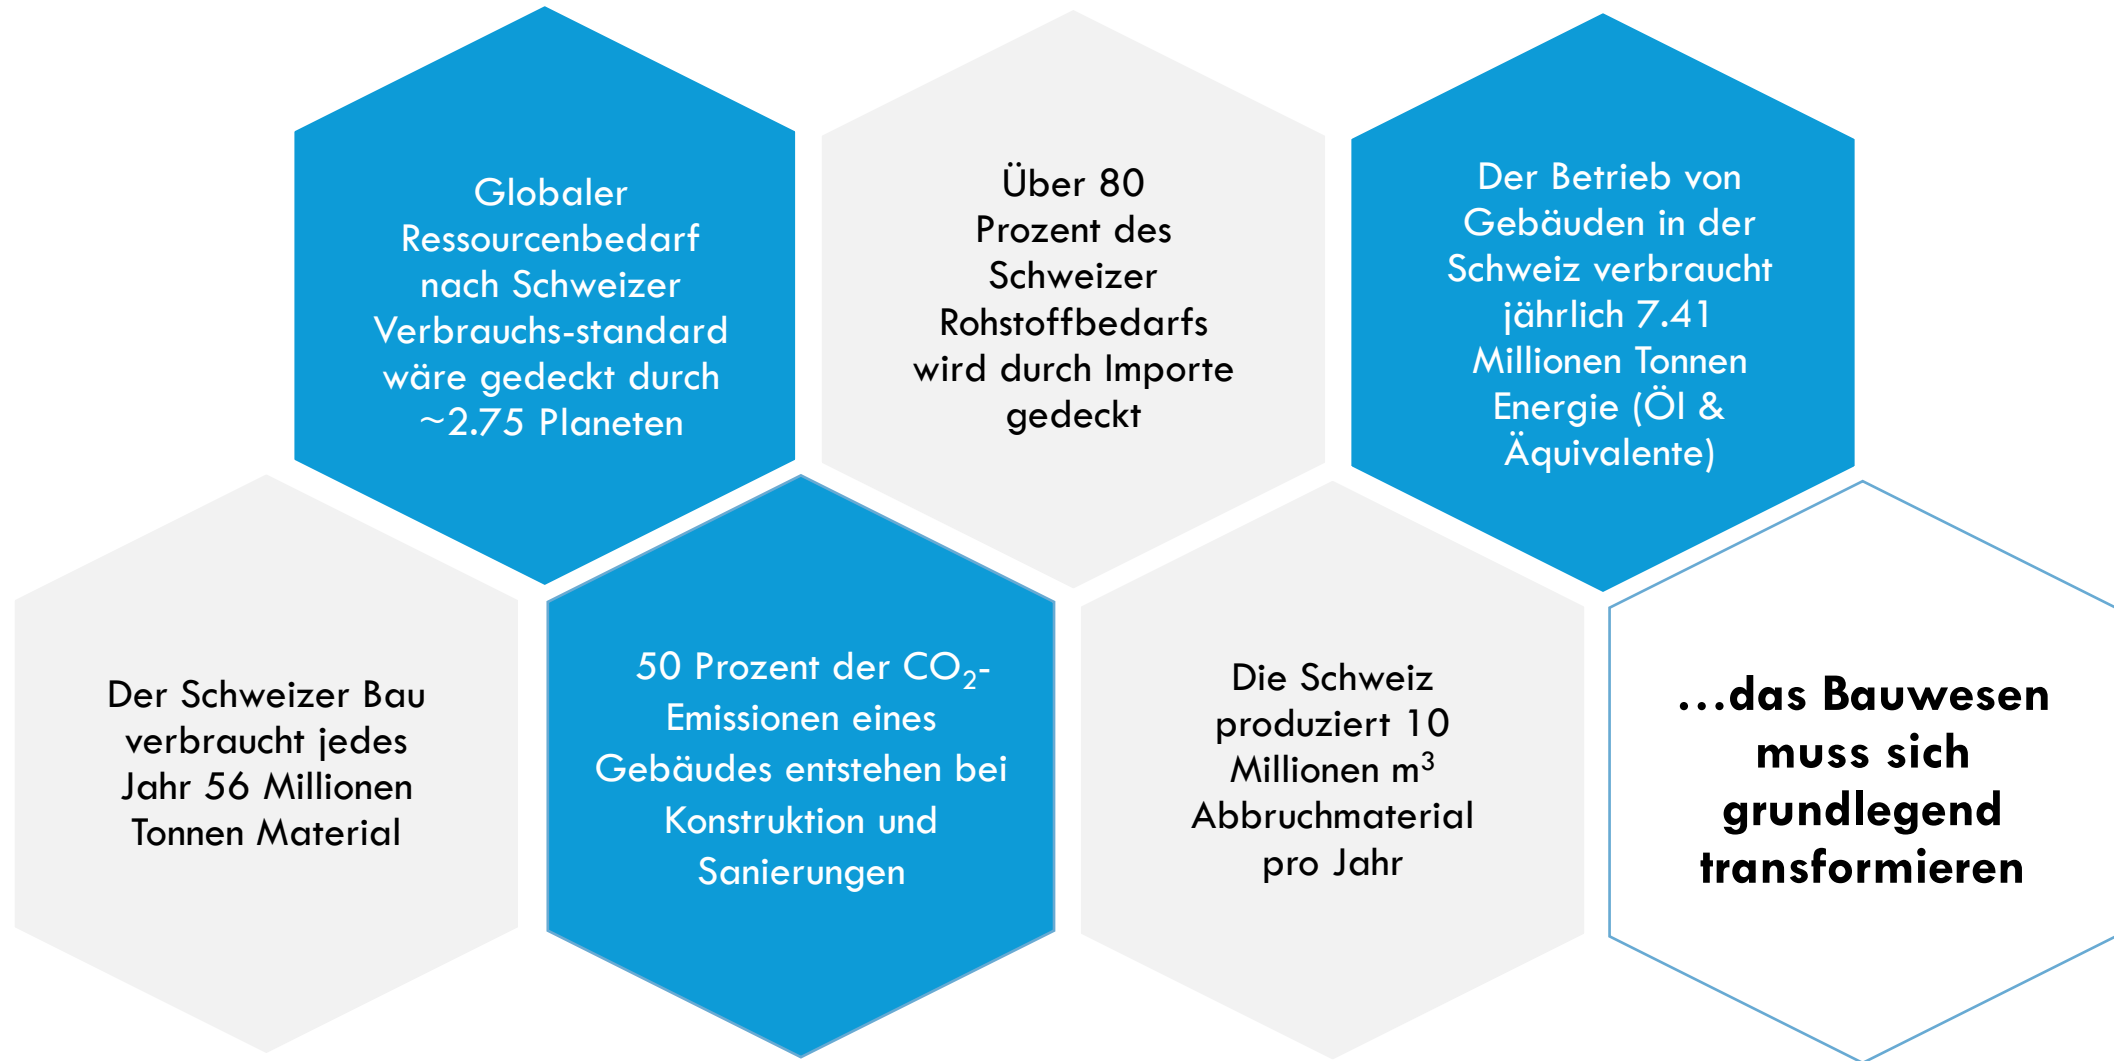 Globaler
Ressourcenbedarf
nach Schweizer
Verbrauchs-standard
wäre gedeckt durch
~2.75 Planeten
Über 80
Prozent des
Schweizer
Rohstoffbedarfs
wird durch Importe
gedeckt
Der Betrieb von
Gebäuden in der
Schweiz verbraucht
jährlich 7.41
Millionen Tonnen
Energie (Öl &
Äquivalente)
Der Schweizer Bau
verbraucht jedes
Jahr 56 Millionen
Tonnen Material
50 Prozent der CO₂-
Emissionen eines
Gebäudes entstehen bei
Konstruktion und
Sanierungen
Die Schweiz
produziert 10
Millionen m³
Abbruchmaterial
pro Jahr
...das Bauwesen
muss sich
grundlegend
transformieren